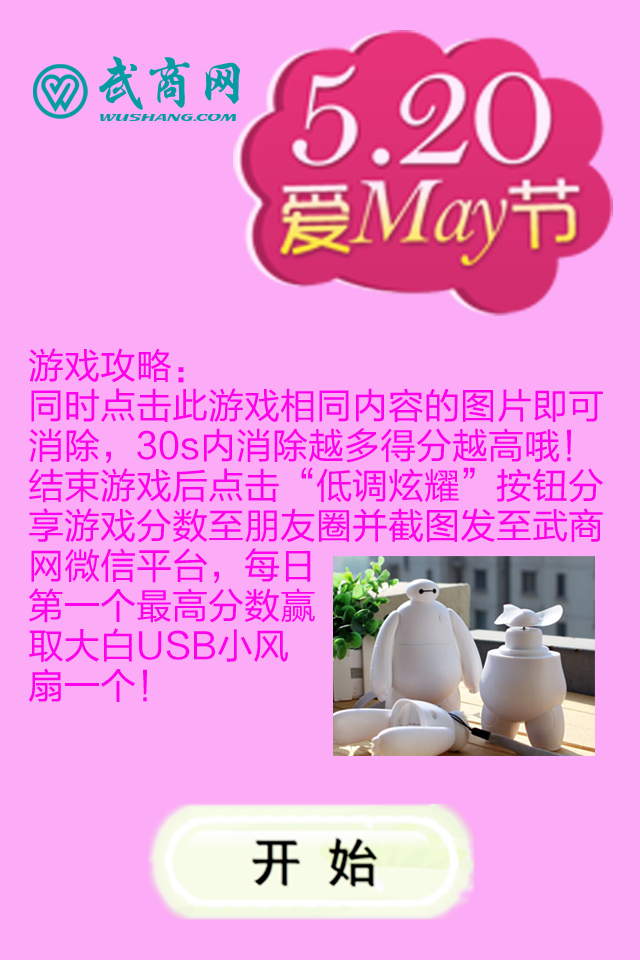 武商网
WUSHANG.COM
5.20
爱May节
游戏攻略：
同时点击此游戏相同内容的图片即可
消除，30s内消除越多得分越高哦！
结束游戏后点击“低调炫耀”按钮分
享游戏分数至朋友圈并截图发至武商
网微信平台，每日
第一个最高分数赢
取大白USB小风
扇一个！
开始